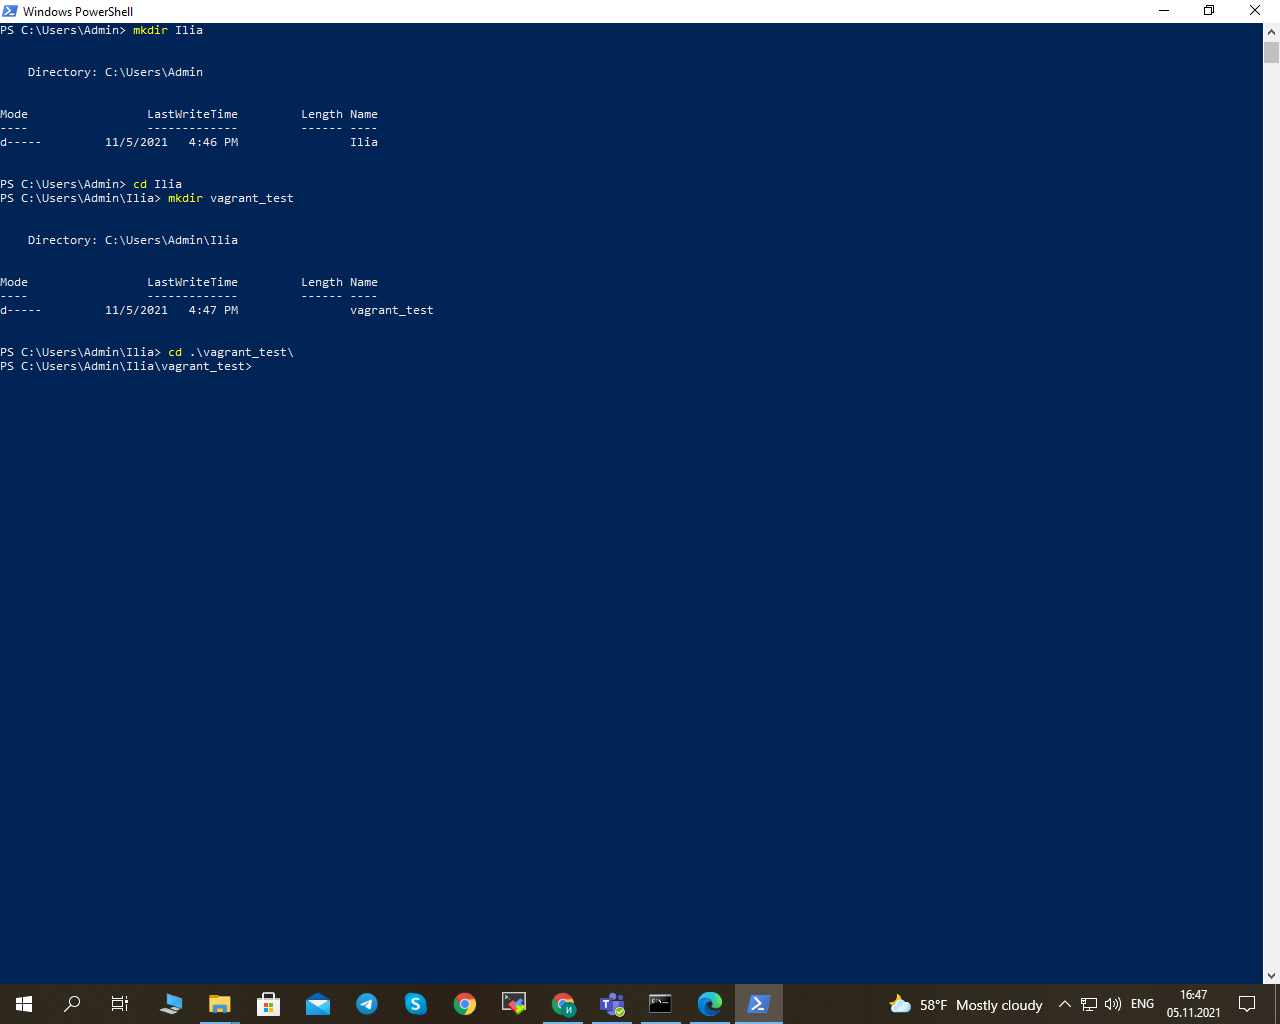 Windows PowerShell
PS C:\Users\Admin> mkdir Ilia
Directory: C:\Users\Admin
Mode LastWriteTime Length Name
---- ------------- ------ ----
d----- 11/5/2021 4:46 PM Ilia
PS C:\Users\Admin> cd Ilia
PS C:\Users\Admin\Ilia> mkdir vagrant_test
Directory: C:\Users\Admin\Ilia
Mode LastWriteTime Length Name
---- ------------- ------ ----
d----- 11/5/2021 4:47 PM vagrant_test
PS C:\Users\Admin\Ilia> cd .\vagrant_test\
PS C:\Users\Admin\Ilia\vagrant_test>
58°F Mostly cloudy
ENG
16:47
05.11.2021